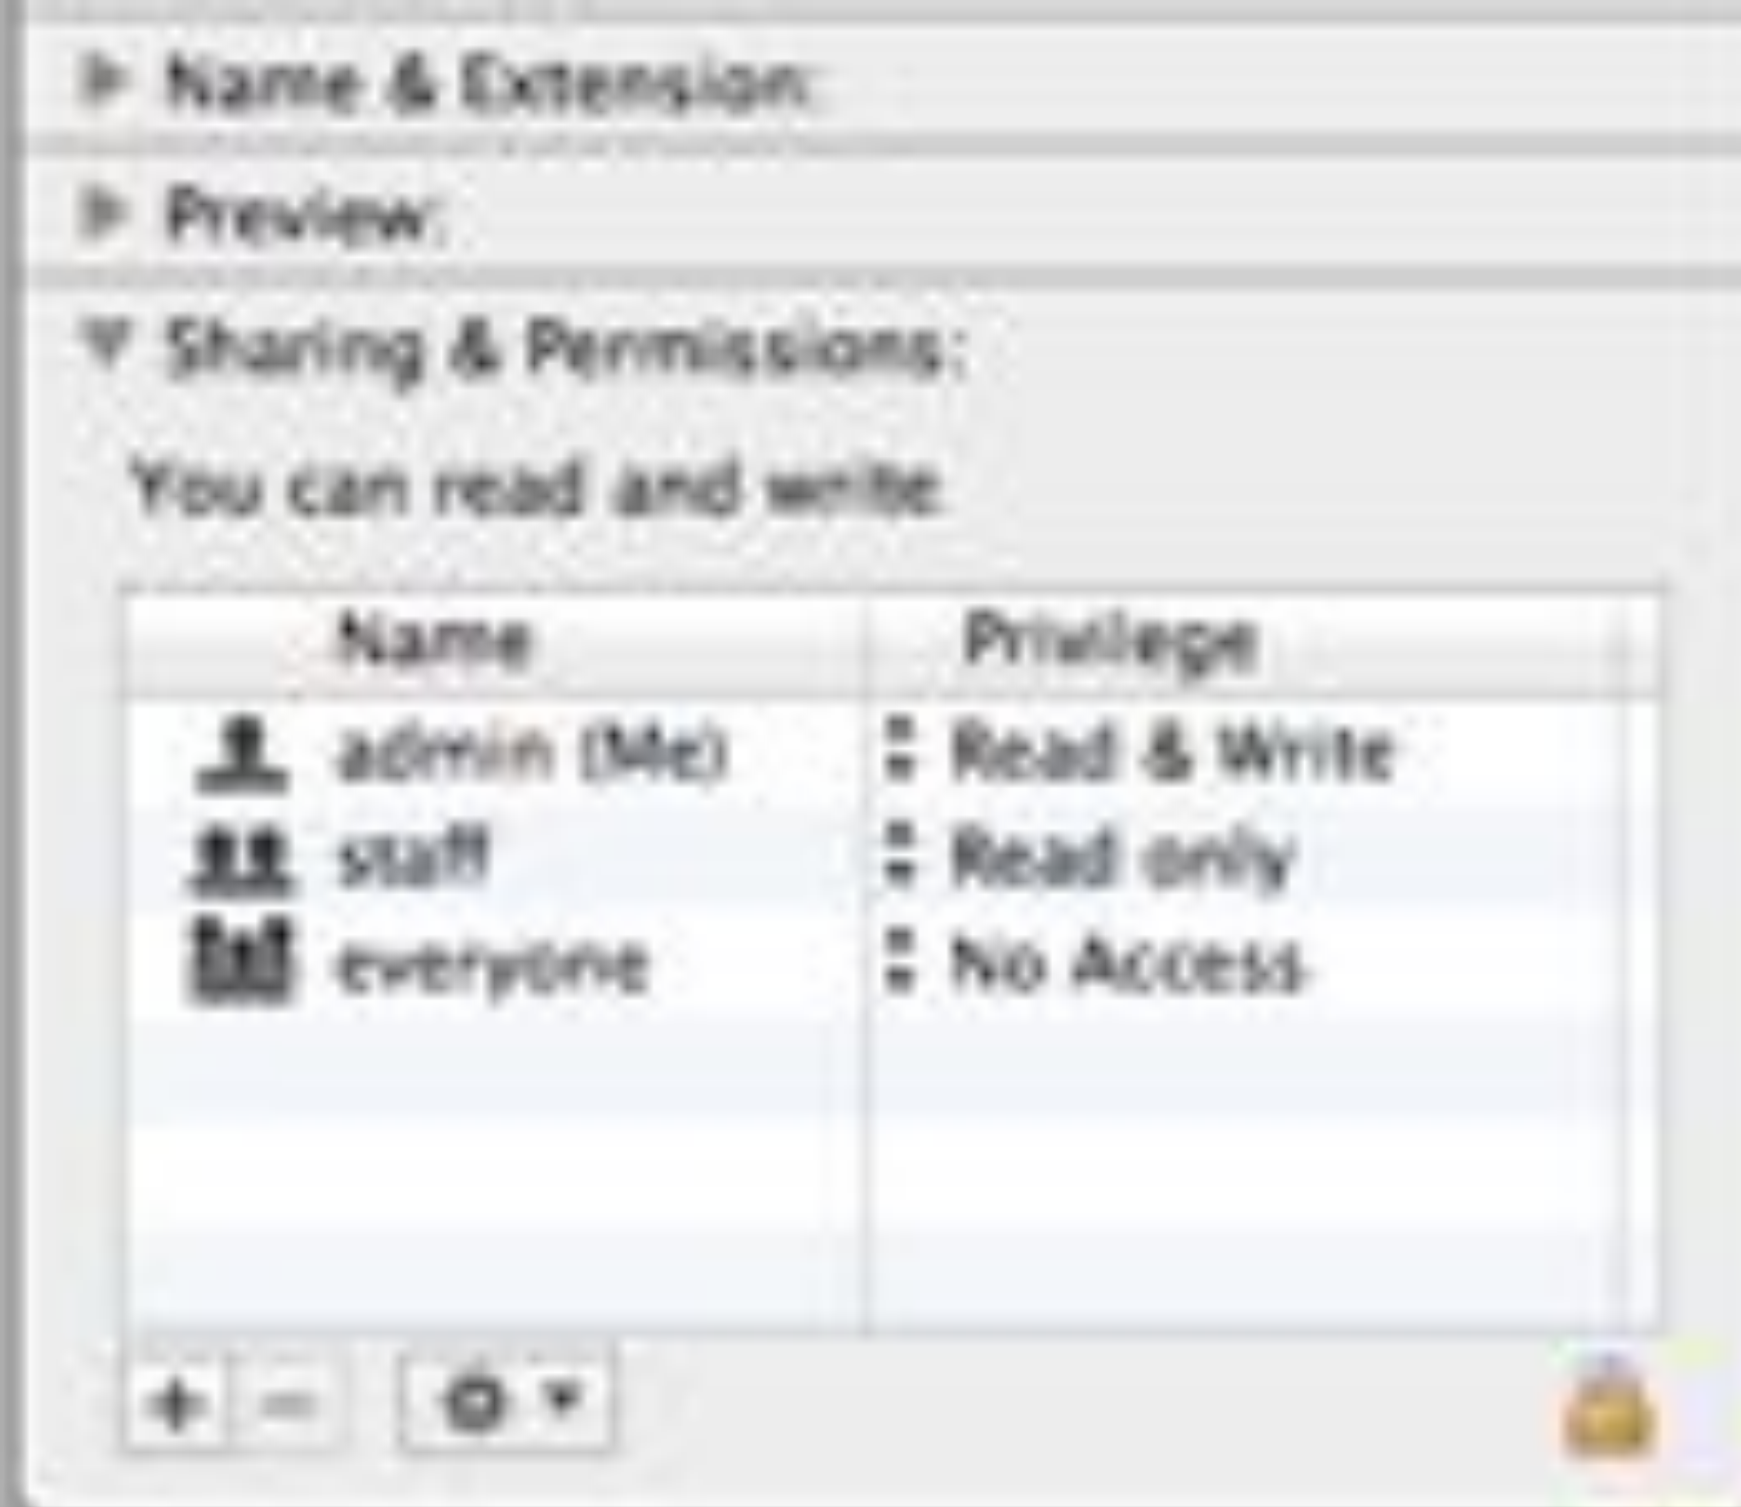 Name & Extension:
Preview:
Sharing & Permissions:
You can read and write
Name Privilege
admin (Me) Read & Write
staff Read only
everyone No Access